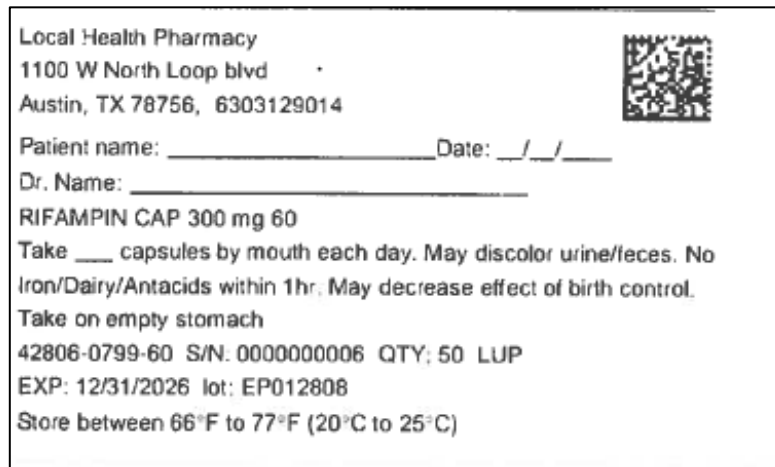 Local Health Pharmacy
1100 W North Loop blvd
Austin, TX 78756, 6303129014
Patient name: ____________________Date: __/__/____
Dr. Name: ______________________________
RIFAMPIN CAP 300 mg 60
Take ___ capsules by mouth each day. May discolor urine/feces. No
Iron/Dairy/Antacids within 1hr. May decrease effect of birth control.
Take on empty stomach
42806-0799-60 S/N: 0000000006 QTY: 50 LUP
EXP: 12/31/2026 lot: EP012808
Store between 66°F to 77°F (20°C to 25°C)